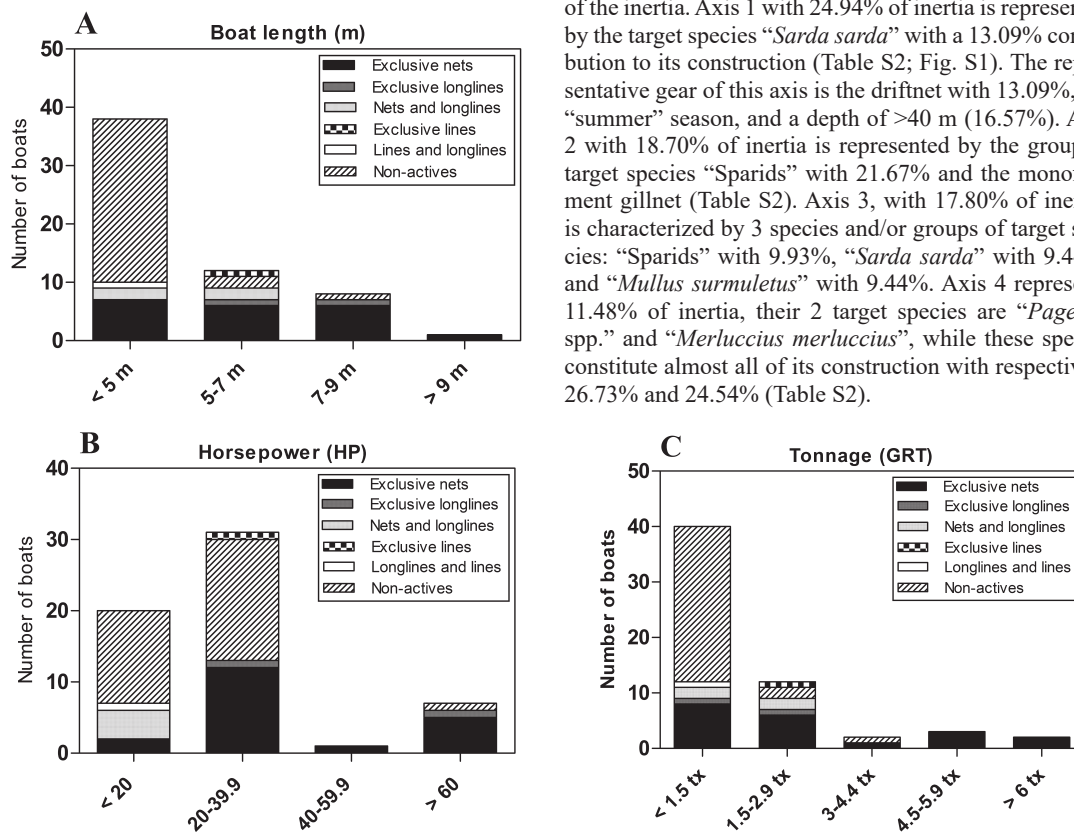 A
Boat length (m)
Number of boats
50
40
30
20
10
0
Exclusive nets
Exclusive longlines
Nets and longlines
Exclusive lines
Lines and longlines
Non-actives
< 5 m
5-7 m
7-9 m
> 9 m
of the inertia. Axis 1 with 24.94% of inertia is
by the target species “Sarda sarda” with a 13.09%
bution to its construction (Table S2; Fig. S1). The
sentative gear of this axis is the driftnet with 13.09%,
“summer” season, and a depth of >40 m (16.57%).
2 with 18.70% of inertia is represented by the
target species “Sparids” with 21.67% and the
ment gillnet (Table S2). Axis 3, with 17.80% of
is characterized by 3 species and/or groups of target
cies: “Sparids” with 9.93%, “Sarda sarda” with
and “Mullus surmuletus” with 9.44%. Axis 4
11.48% of inertia, their 2 target species are
spp.” and “Merluccius merluccius”, while these
constitute almost all of its construction with
26.73% and 24.54% (Table S2).
B
Horsepower (HP)
Number of boats
40
30
20
10
0
Exclusive nets
Exclusive longlines
Nets and longlines
Exclusive lines
Longlines and lines
Non-actives
< 20
20-39.9
40-59.9
> 60
C
Tonnage (GRT)
Number of boats
50
40
30
20
10
0
Exclusive nets
Exclusive longlines
Nets and longlines
Exclusive lines
Longlines and lines
Non-actives
< 1.5 tx
1.5-2.9 tx
3-4.4 tx
4.5-5.9 tx
> 6 tx